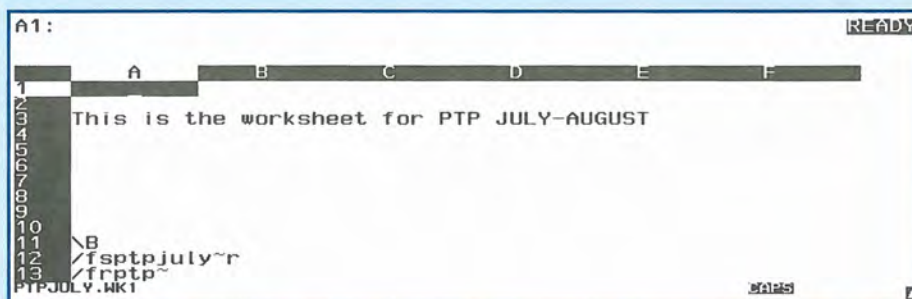 A1: READY
A B C D E F
1
2
3 This is the worksheet for PTP JULY-AUGUST
4
5
6
7
8
9
10
11 \B
12 /fsptpjuly~r
13 /frptp~
PTPJULY.WK1 CAPS